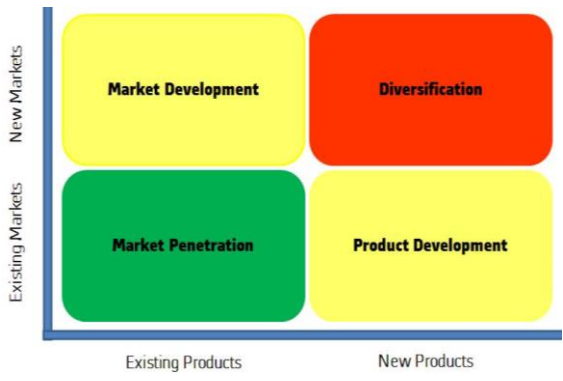 New Markets
Market Development
Diversification
Existing Markets
Market Penetration
Product Development
Existing Products
New Products